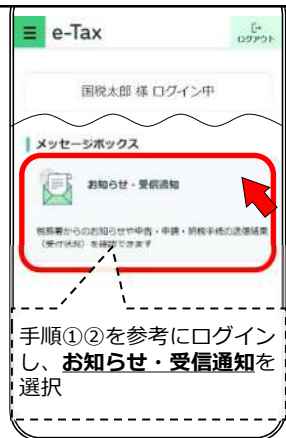 e-Tax
ログアウト
国税太郎 様 ログイン中
メッセージボックス
お知らせ・受信通知
税務署からのお知らせや申告・申請・納税手続の送信結果
(受付状況) を確認できます
手順①②を参考にログイン
し、お知らせ・受信通知を
選択